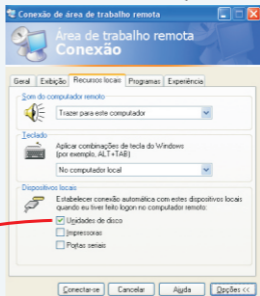 Conexão de área de trabalho remota
Área de trabalho remota
Conexão
Geral Exibição Recursos locais Programas Experiência
Som do computador remoto
Trazer para este computador
Teclado
Aplicar combinações de tecla do Windows
(por exemplo, ALT+TAB)
No computador local
Dispositivos locais
Estabelecer conexão automática com estes dispositivos locais
quando eu tiver feito logon no computador remoto:
Unidades de disco
Impressoras
Portas seriais
Conectar-se Cancelar Ajuda Opções <<